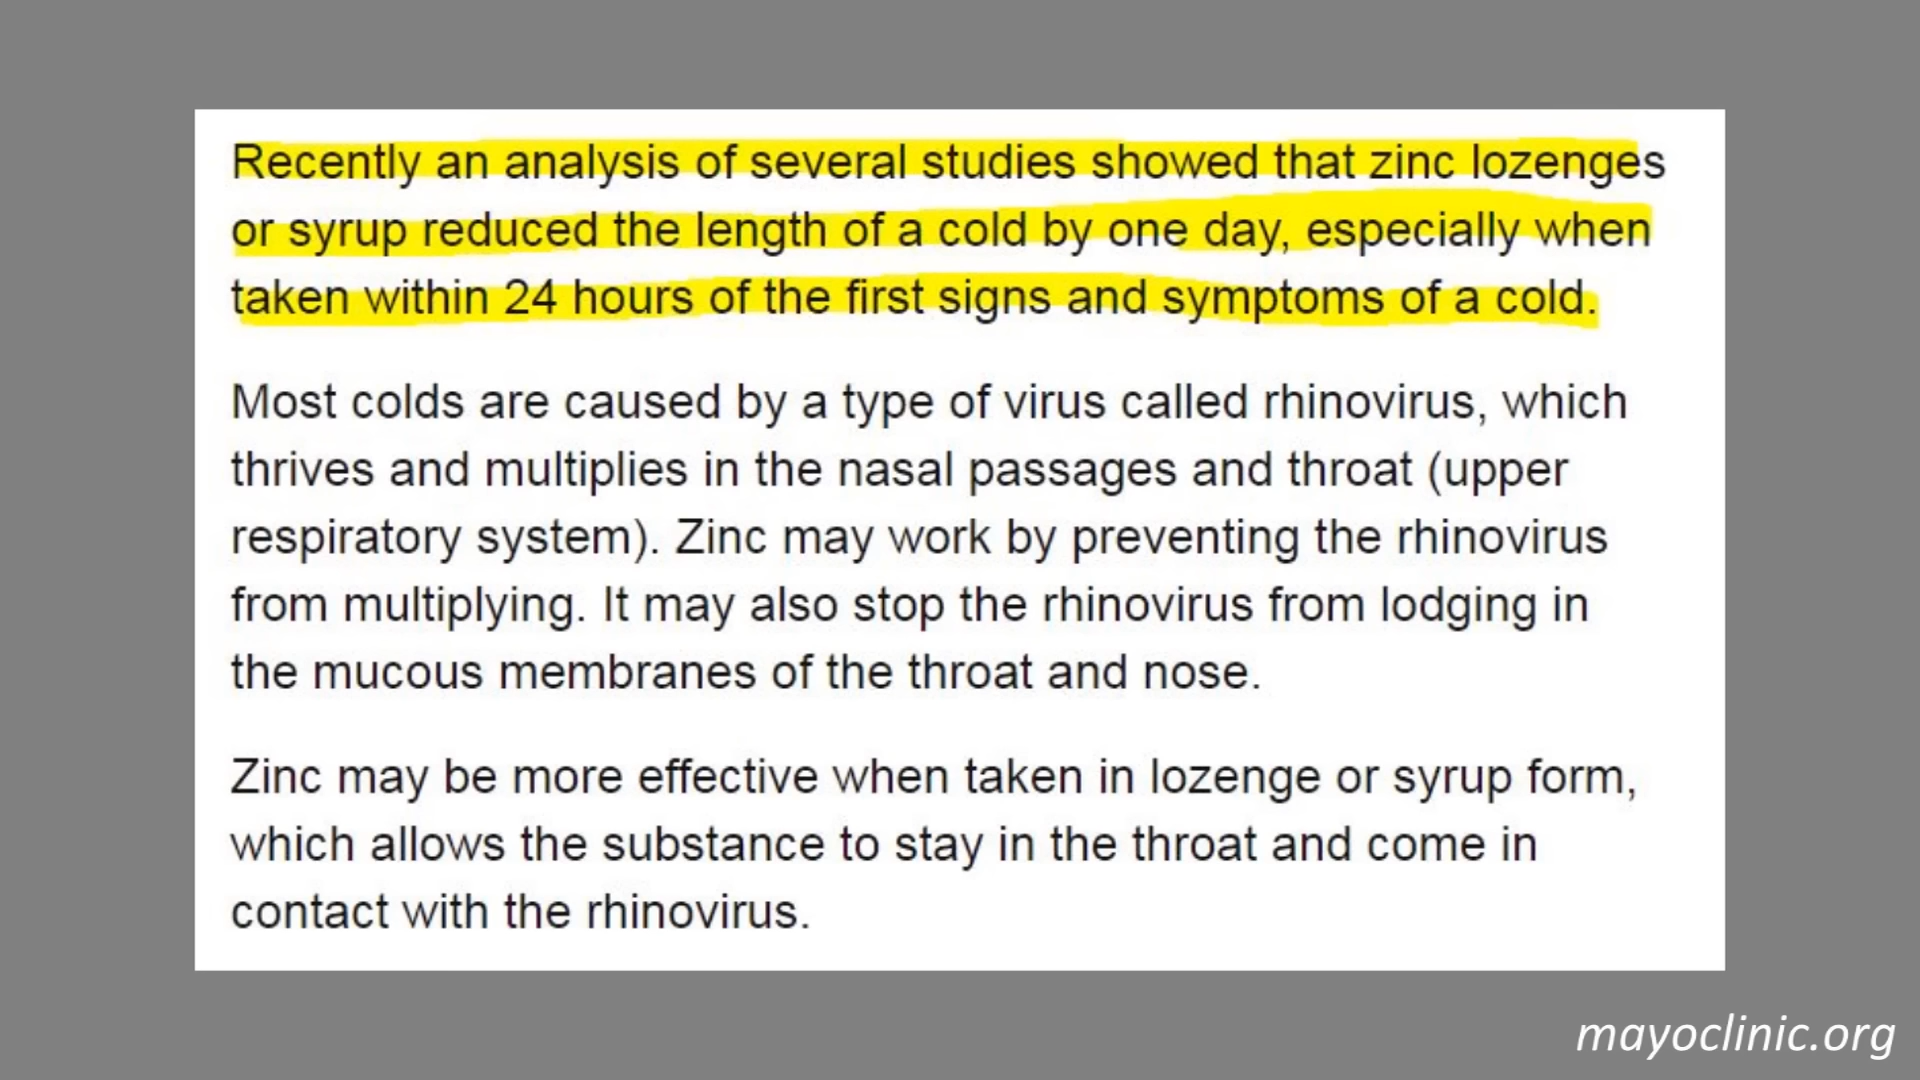 Recently an analysis of several studies showed that zinc lozenges
or syrup reduced the length of a cold by one day, especially when
taken within 24 hours of the first signs and symptoms of a cold.
Most colds are caused by a type of virus called rhinovirus, which
thrives and multiplies in the nasal passages and throat (upper
respiratory system). Zinc may work by preventing the rhinovirus
from multiplying. It may also stop the rhinovirus from lodging in
the mucous membranes of the throat and nose.
Zinc may be more effective when taken in lozenge or syrup form,
which allows the substance to stay in the throat and come in
contact with the rhinovirus.
mayoclinic.org